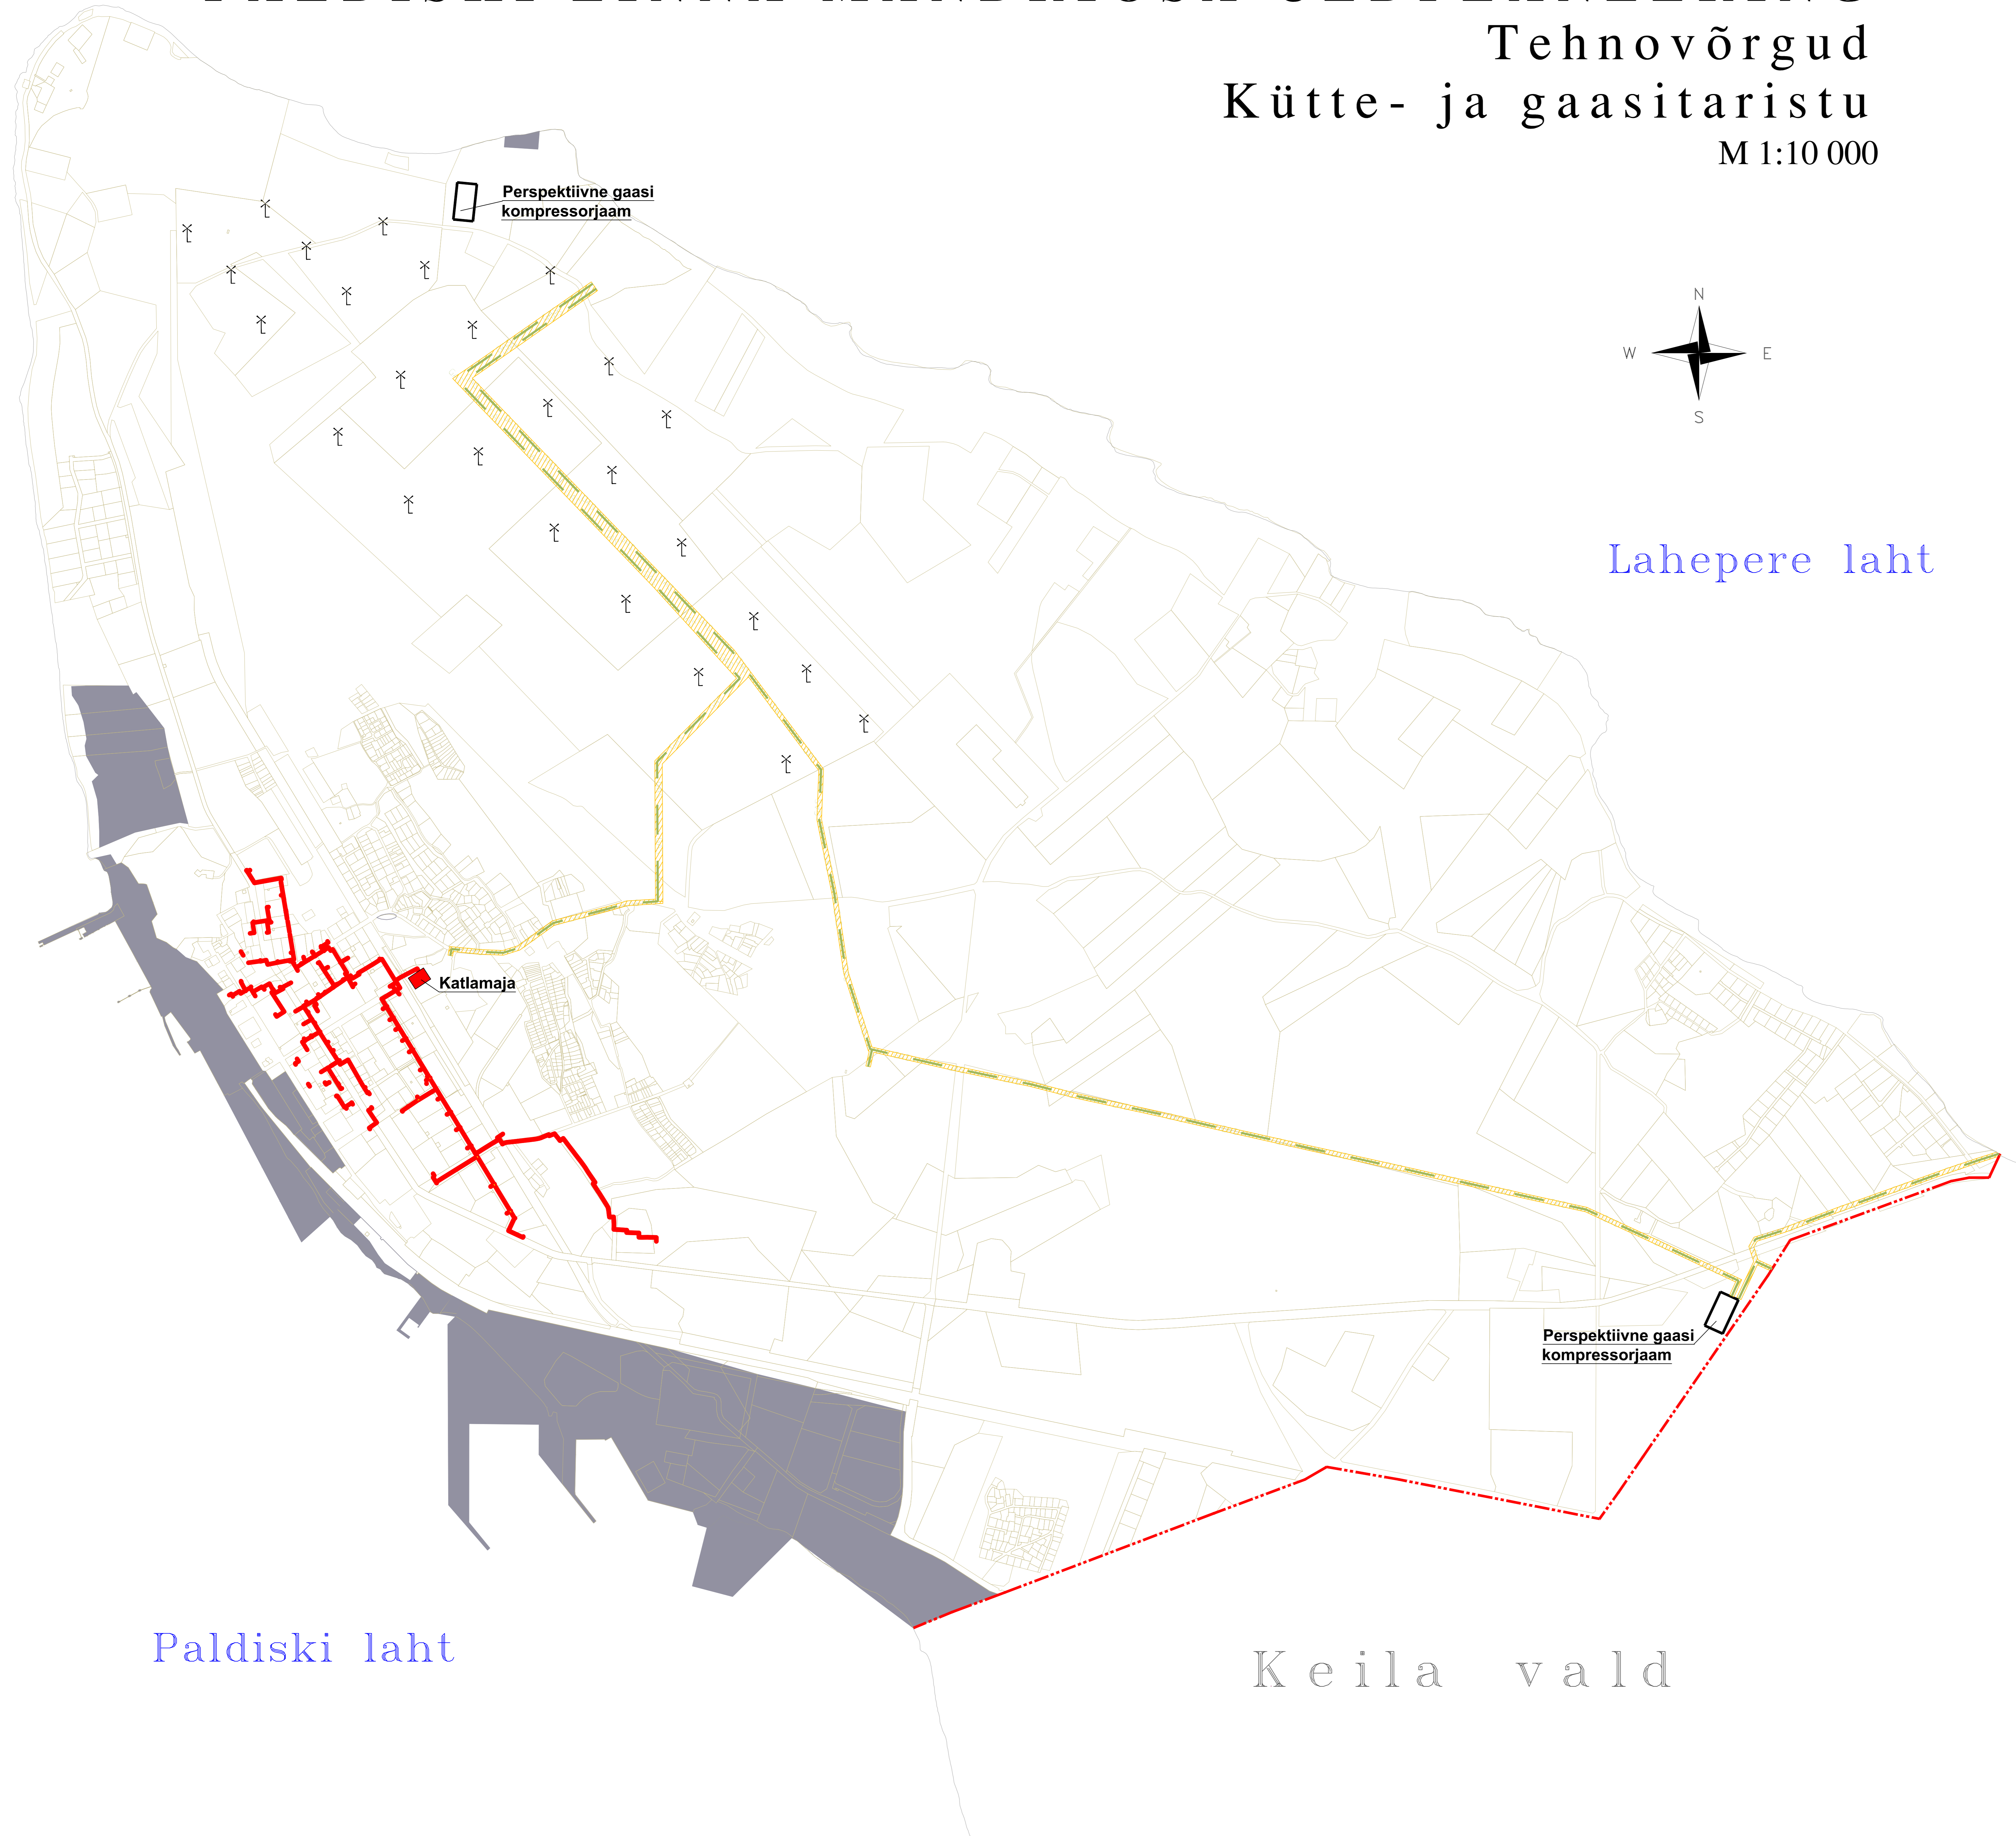 Tehnovõrgud
Kütte- ja gaasitaristu
M 1:10 000
Perspektiivne gaasi
kompressorjaam
N
W E
S
Lahepere laht
Katlamaja
Perspektiivne gaasi
kompressorjaam
Paldiski laht
Keila vald